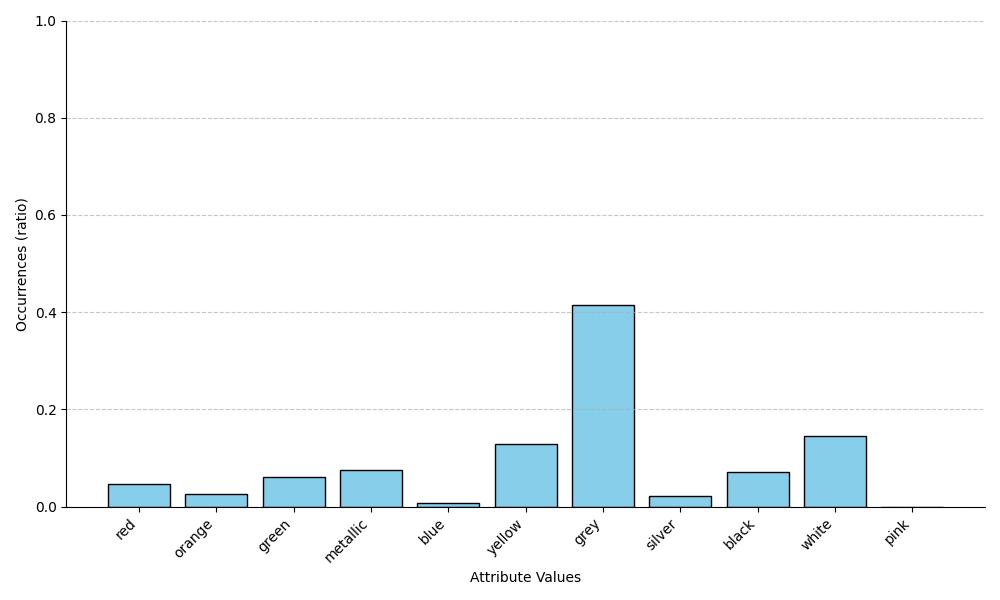 1.0
0.8
0.6
0.4
0.2
0.0
Occurrences (ratio)
red
orange
green
metallic
blue
yellow
grey
silver
black
white
pink
Attribute Values